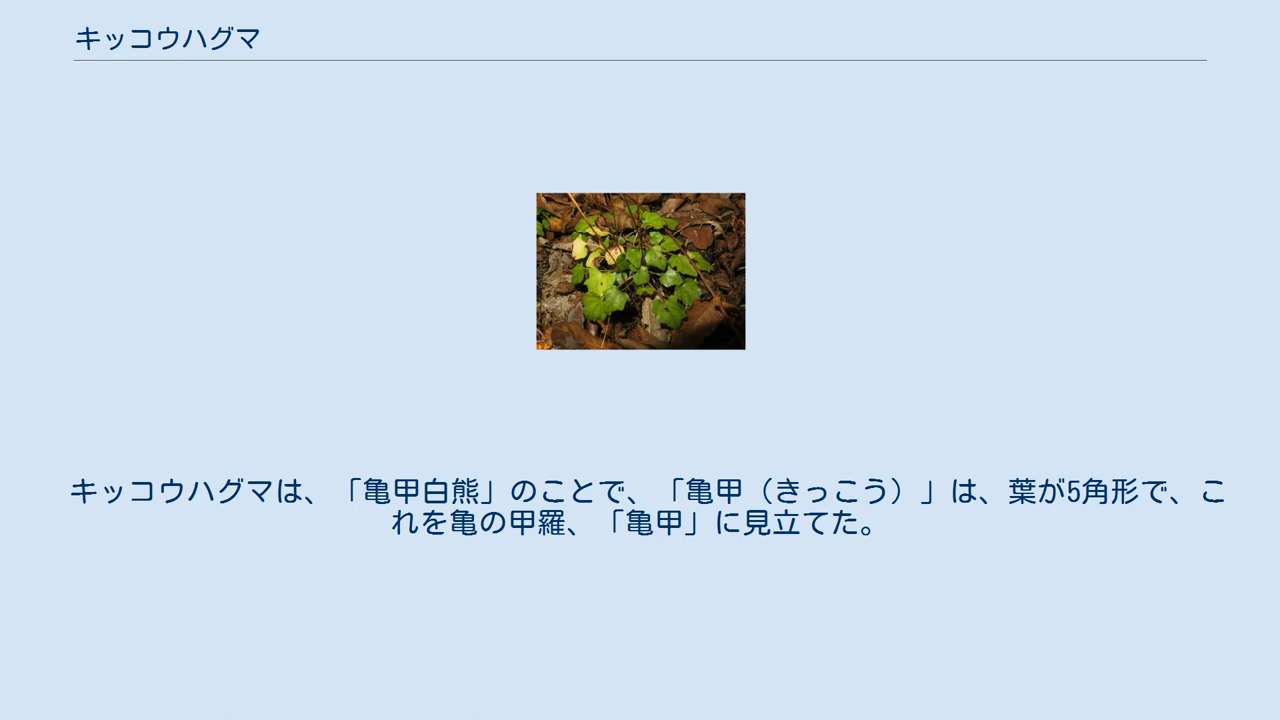 キッコウハグマ
キッコウハグマは、「亀甲白熊」のことで、「亀甲（きっこう）」は、葉が5角形で、こ
れを亀の甲羅、「亀甲」に見立てた。